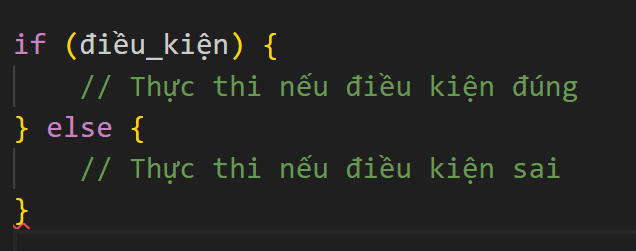 if (điều_kiện) {
    // Thực thi nếu điều kiện đúng
} else {
    // Thực thi nếu điều kiện sai
}